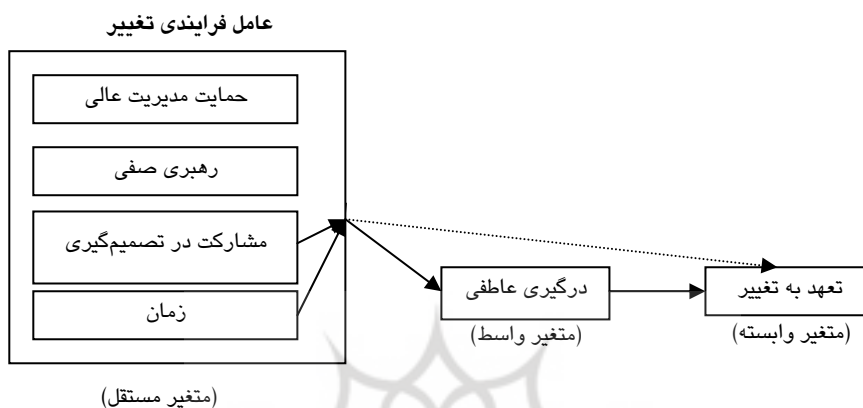 عامل فرایندی تغییر
حمایت مدیریت عالی
رهبری صفی
مشارکت در تصمیم‌گیری
زمان
درگیری عاطفی
(متغیر واسط)
تعهد به تغییر
(متغیر وابسته)
(متغیر مستقل)